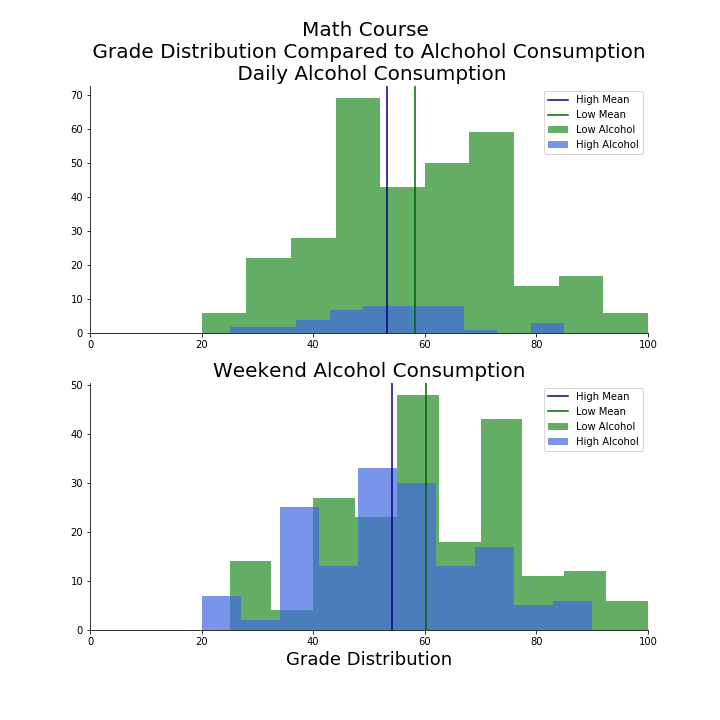 Math Course
Grade Distribution Compared to Alchohol Consumption
Daily Alcohol Consumption
70
60
50
40
30
20
10
0
High Mean
Low Mean
Low Alcohol
High Alcohol
0 20 40 60 80 100
Weekend Alcohol Consumption
50
40
30
20
10
0
High Mean
Low Mean
Low Alcohol
High Alcohol
0 20 40 60 80 100
Grade Distribution